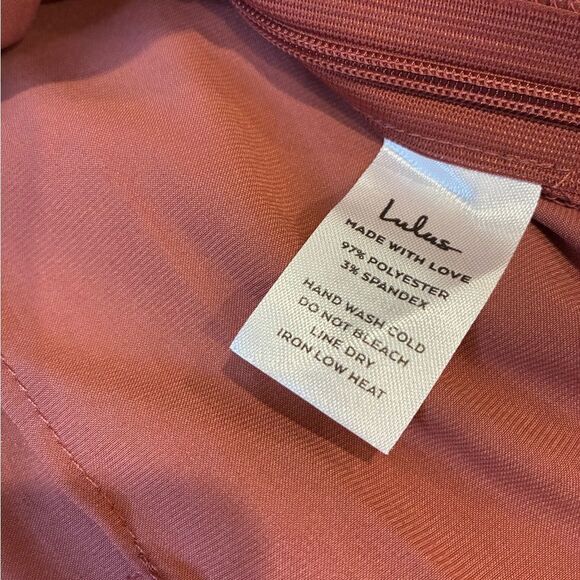 Lulus
MADE WITH LOVE
97% POLYESTER
3% SPANDEX
HAND WASH COLD
DO NOT BLEACH
LINE DRY
IRON LOW HEAT